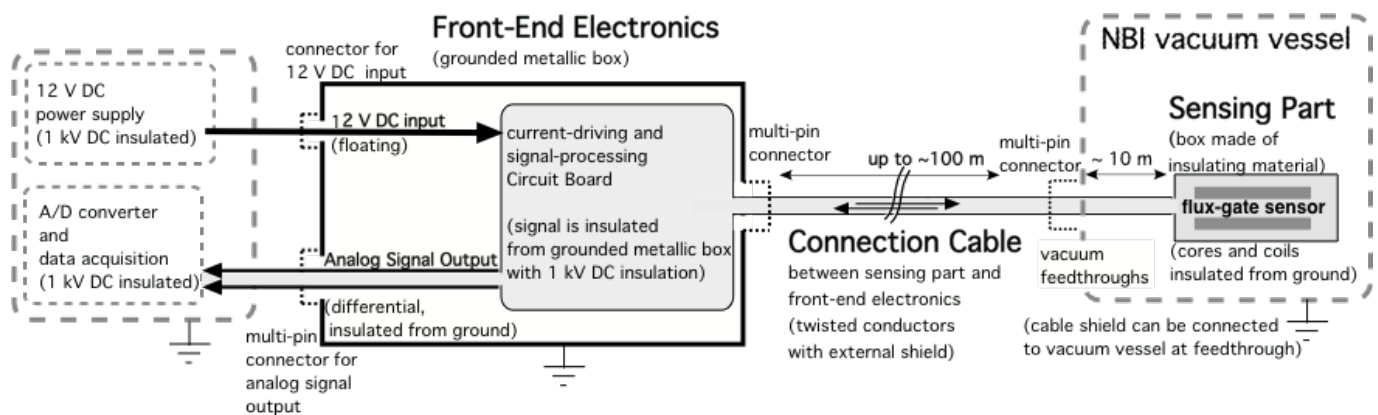 Front-End Electronics
(grounded metallic box)
connector for
12 V DC input
12 V DC
power supply
(1 kV DC insulated)
12 V DC input
(floating)
A/D converter
and
data acquisition
(1 kV DC insulated)
Analog Signal Output
(differential,
insulated from ground)
multi-pin
connector for
analog signal
output
current-driving and
signal-processing
Circuit Board
(signal is insulated
from grounded metallic box
with 1 kV DC insulation)
multi-pin
connector
up to ~100 m
Connection Cable
between sensing part and
front-end electronics
(twisted conductors
with external shield)
multi-pin
connector
NBI vacuum vessel
~ 10 m
Sensing Part
(box made of
insulating material)
flux-gate sensor
(cores and coils
insulated from ground)
vacuum
feedthroughs
(cable shield can be connected
to vacuum vessel at feedthrough)